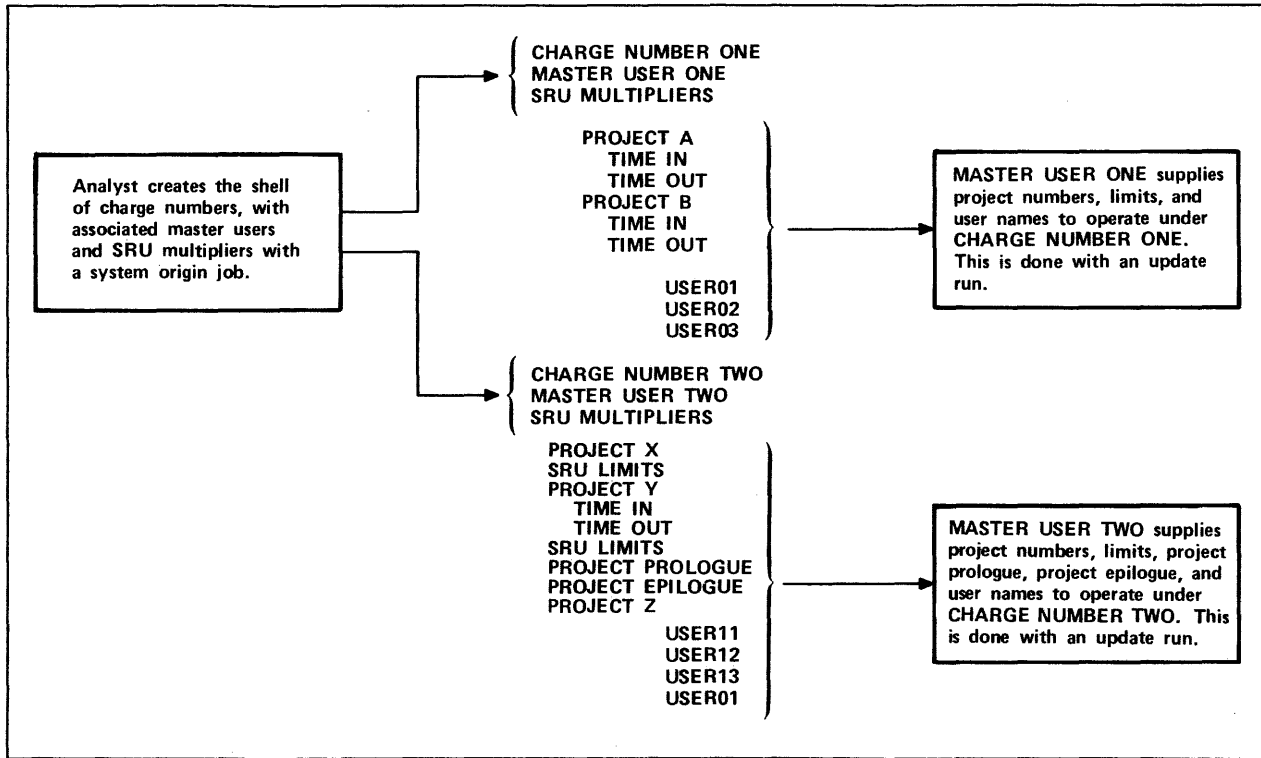 Analyst creates the shell
of charge numbers, with
associated master users
and SRU multipliers with
a system origin job.
CHARGE NUMBER ONE
MASTER USER ONE
SRU MULTIPLIERS
PROJECT A
TIME IN
TIME OUT
PROJECT B
TIME IN
TIME OUT
USER01
USER02
USER03
MASTER USER ONE supplies
project numbers, limits, and
user names to operate under
CHARGE NUMBER ONE.
This is done with an update
run.
CHARGE NUMBER TWO
MASTER USER TWO
SRU MULTIPLIERS
PROJECT X
SRU LIMITS
PROJECT Y
TIME IN
TIME OUT
SRU LIMITS
PROJECT PROLOGUE
PROJECT EPILOGUE
PROJECT Z
USER11
USER12
USER13
USER01
MASTER USER TWO supplies
project numbers, limits, project
prologue, project epilogue, and
user names to operate under
CHARGE NUMBER TWO. This
is done with an update run.